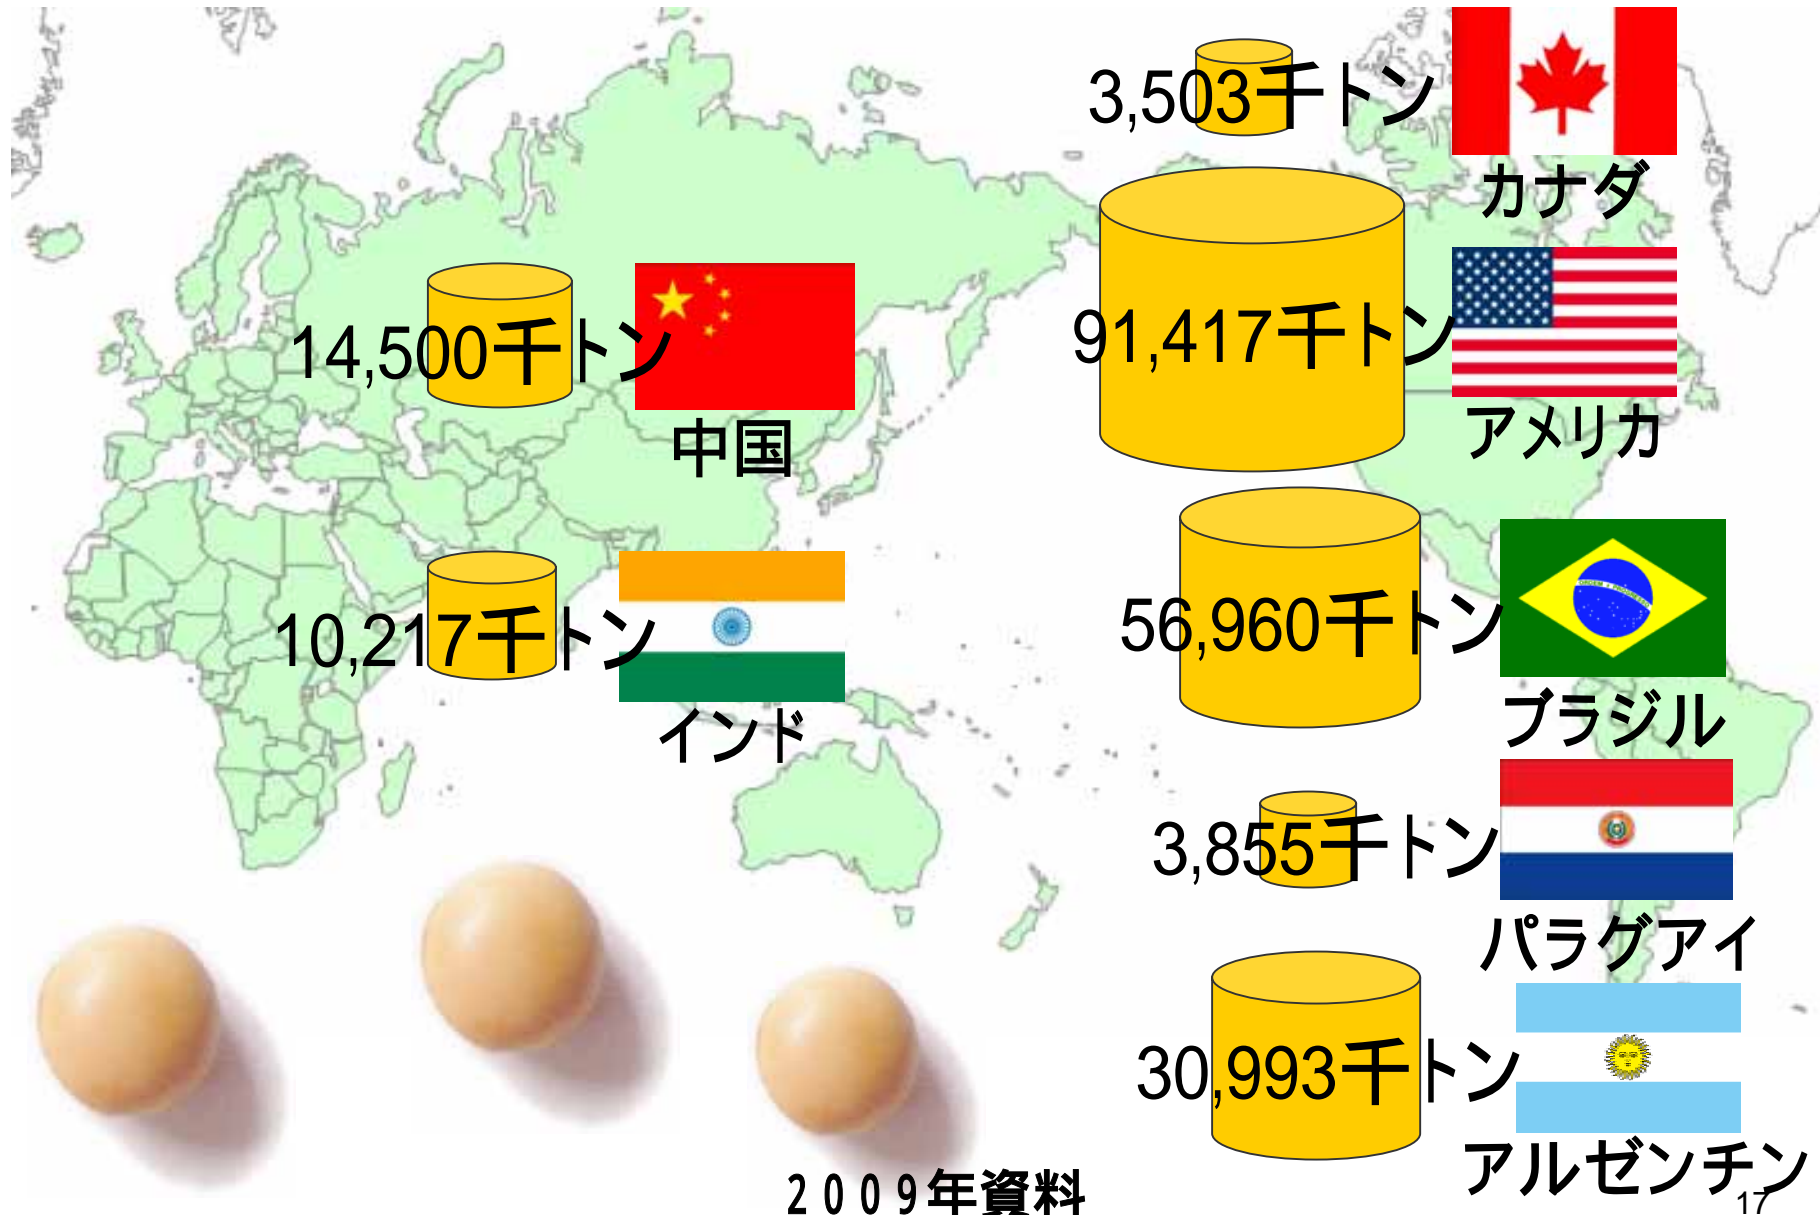 3,503千トン
カナダ
91,417千トン
アメリカ
14,500千トン
中国
56,960千トン
ブラジル
10,217千トン
インド
3,855千トン
パラグアイ
30,993千トン
アルゼンチン
２００９年資料
17